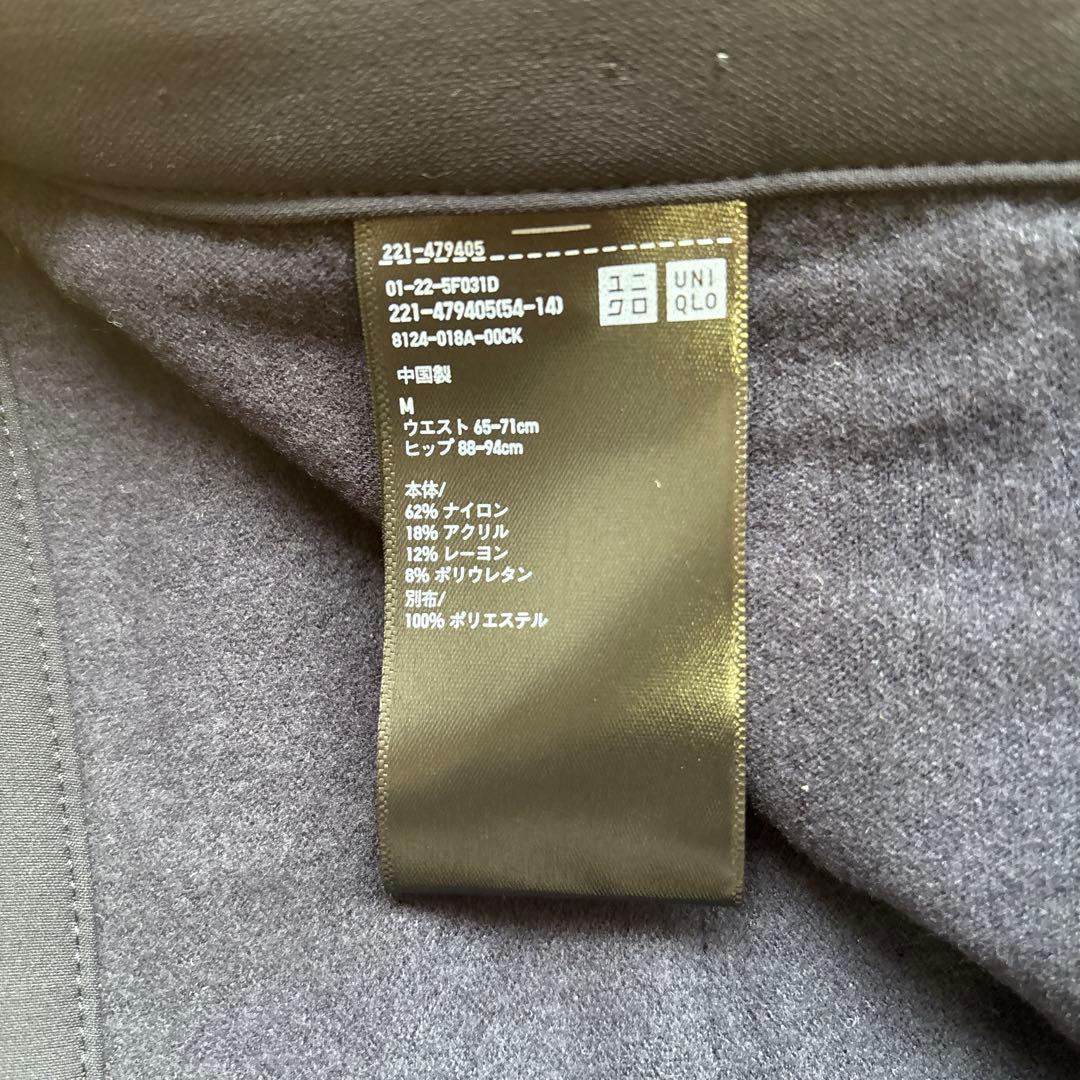 221-479405
01-22-5F031D
221-479405(54-14)
8124-018A-00CK
ユニ
クロ
UNI
QLO
中国製
M
ウエスト 65-71cm
ヒップ 88-94cm
本体/
62% ナイロン
18% アクリル
12% レーヨン
8% ポリウレタン
別布/
100% ポリエステル